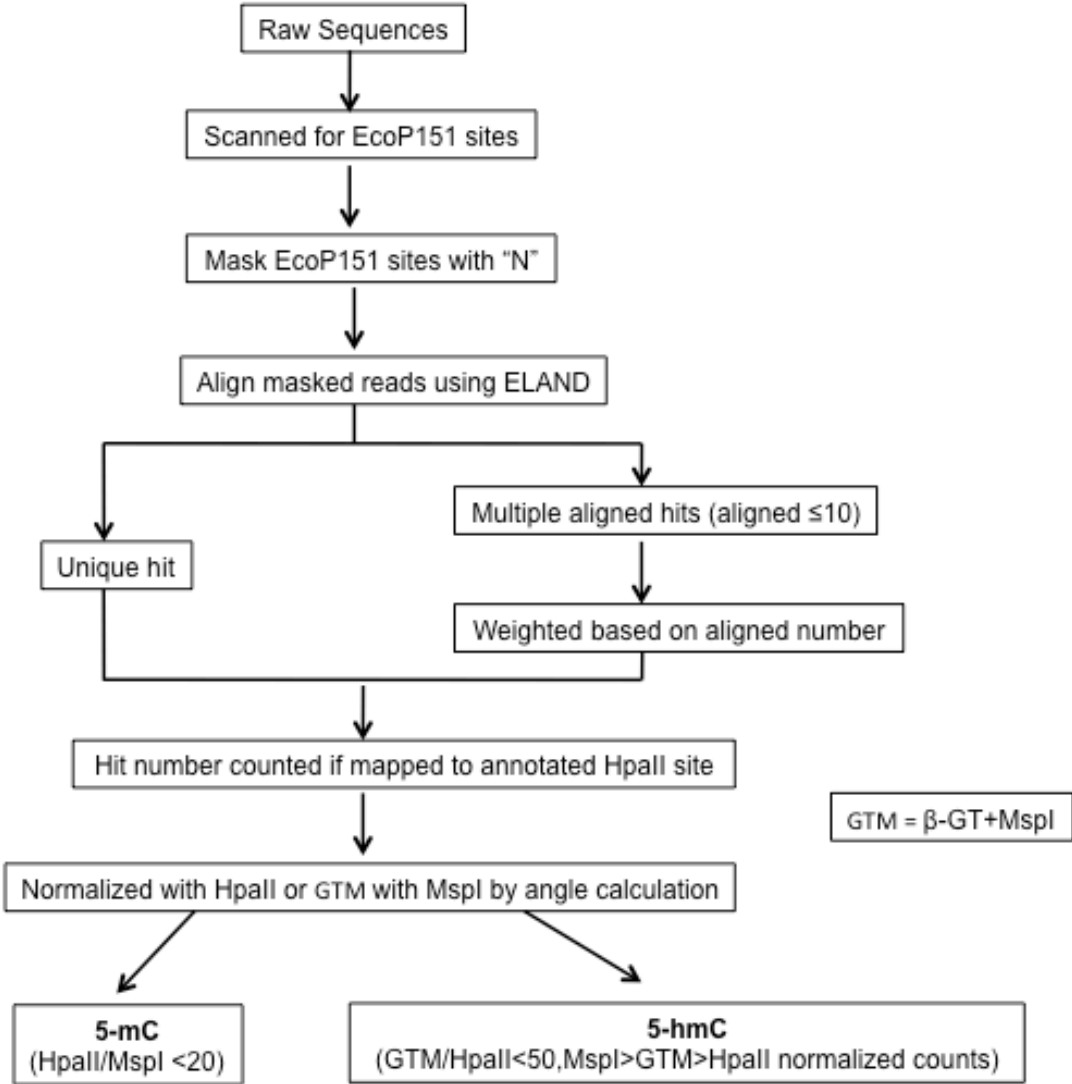 Raw Sequences
Scanned for EcoP151 sites
Mask EcoP151 sites with “N”
Align masked reads using ELAND
Multiple aligned hits (aligned ≤10)
Unique hit
Weighted based on aligned number
Hit number counted if mapped to annotated HpaII site
GTM = β-GT+MspI
Normalized with HpaII or GTM with MspI by angle calculation
5-mC
(HpaII/MspI <20)
5-hmC
(GTM/HpaII<50,MspI>GTM>HpaII normalized counts)